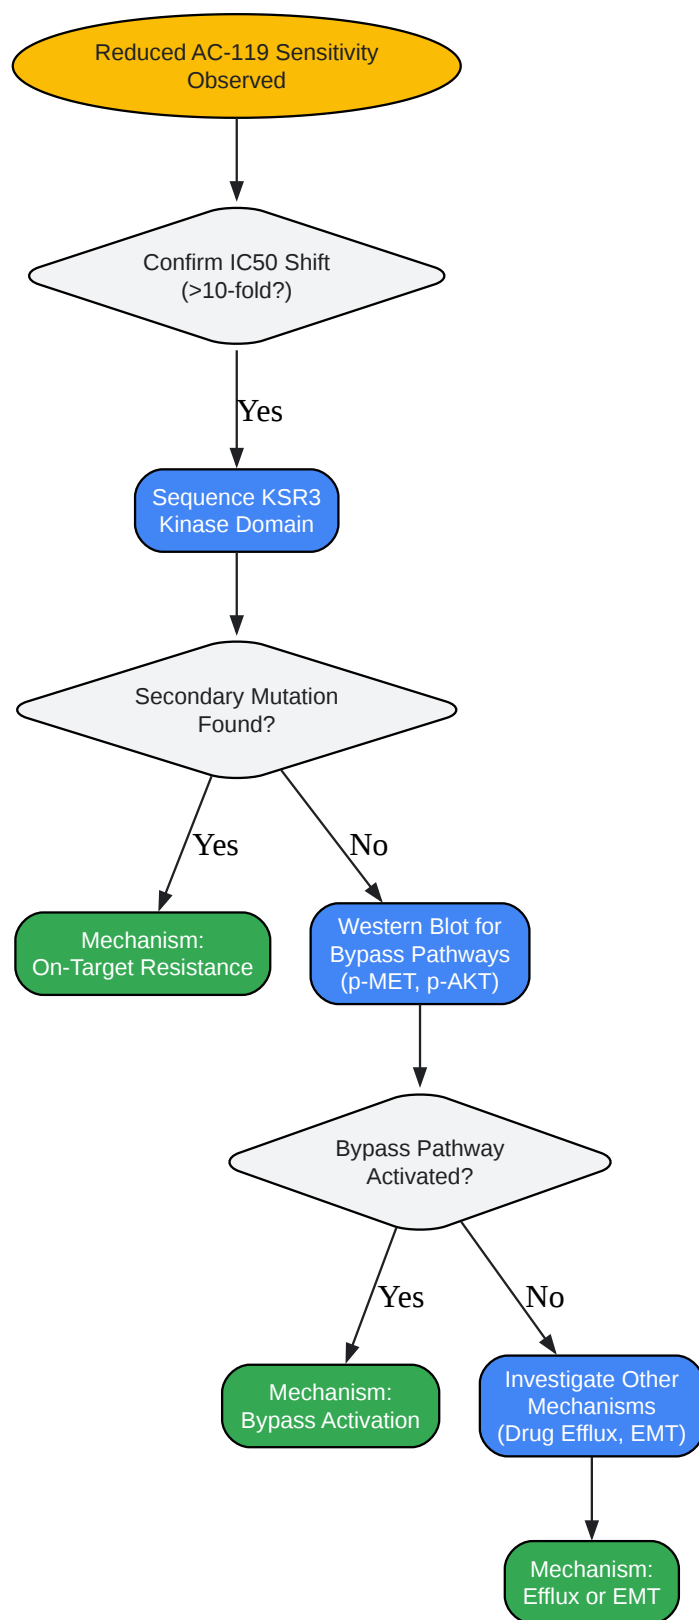 Reduced AC-119 Sensitivity
Observed
Confirm IC50 Shift
(>10-fold?)
Yes
Sequence KSR3
Kinase Domain
Secondary Mutation
Found?
Yes
No
Mechanism:
On-Target Resistance
Western Blot for
Bypass Pathways
(p-MET, p-AKT)
Bypass Pathway
Activated?
Yes
No
Mechanism:
Bypass Activation
Investigate Other
Mechanisms
(Drug Efflux, EMT)
Mechanism:
Efflux or EMT